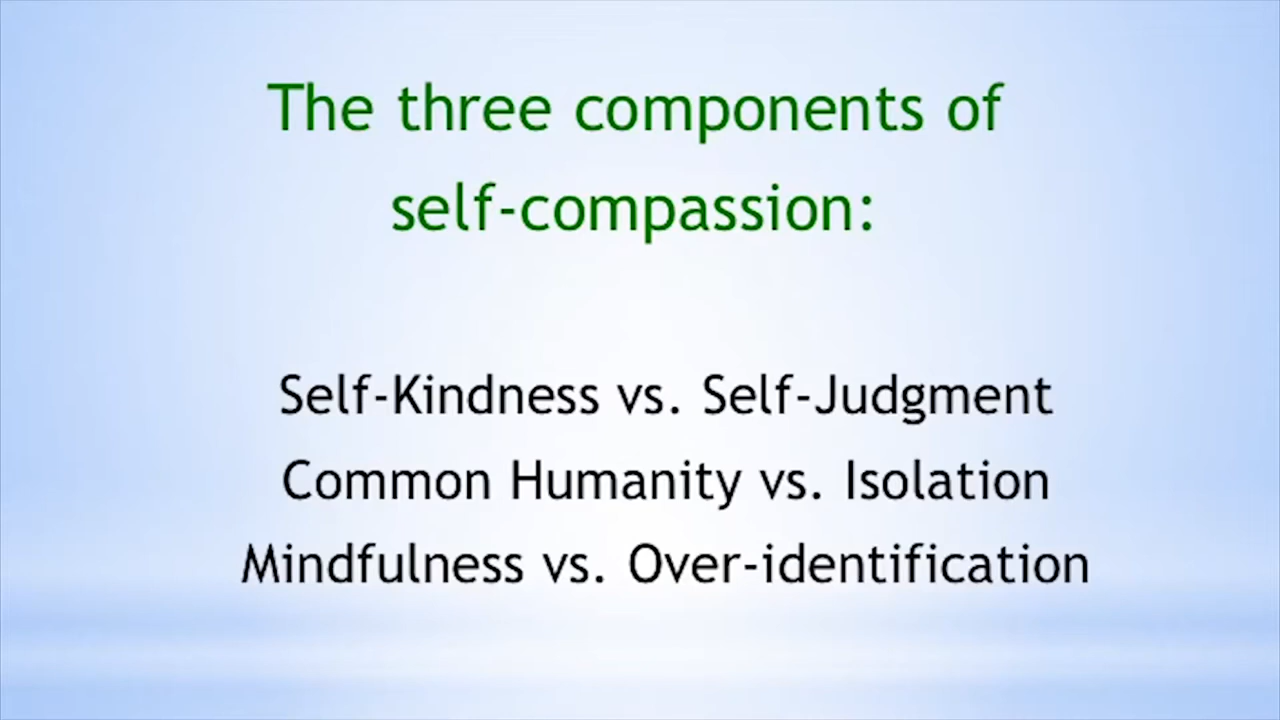 The three components of
self-compassion:
Self-Kindness vs. Self-Judgment
Common Humanity vs. Isolation
Mindfulness vs. Over-identification